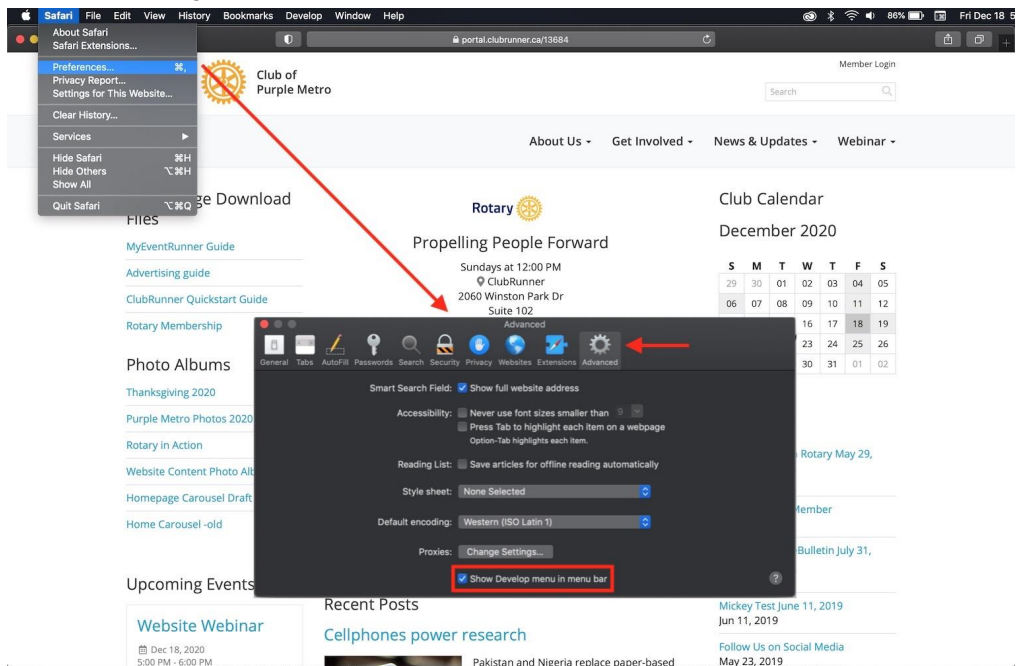 Safari File Edit View History Bookmarks Develop Window Help
86% Fri Dec 18 5
About Safari
Safari Extensions...
Preferences... ⌘,
Privacy Report...
Settings for This Website...
Clear History...
Services
Hide Safari ⌘H
Hide Others ⌥⌘H
Show All
Quit Safari ⌥⌘Q
portal.clubrunner.ca/13684
Club of
Purple Metro
Member Login
Search
About Us Get Involved News & Updates Webinar
ge Download
Files
MyEventRunner Guide
Advertising guide
ClubRunner Quickstart Guide
Rotary Membership
Photo Albums
Thanksgiving 2020
Purple Metro Photos 2020
Rotary in Action
Website Content Photo Alb
Homepage Carousel Draft
Home Carousel -old
Upcoming Events
Website Webinar
Dec 18, 2020
5:00 PM - 6:00 PM
Rotary
Propelling People Forward
Sundays at 12:00 PM
ClubRunner
2060 Winston Park Dr
Suite 102
Advanced
General Tabs AutoFill Passwords Search Security Privacy Websites Extensions Advanced
Smart Search Field: Show full website address
Accessibility: Never use font sizes smaller than 9
Press Tab to highlight each item on a webpage
Option-Tab highlights each item.
Reading List: Save articles for offline reading automatically
Style sheet: None Selected
Default encoding: Western (ISO Latin 1)
Proxies: Change Settings...
Show Develop menu in menu bar
?
Recent Posts
Cellphones power research
Pakistan and Nigeria replace paper-based
Club Calendar
December 2020
S M T W T F S
29 30 01 02 03 04 05
06 07 08 09 10 11 12
16 17 18 19
23 24 25 26
30 31 01 02
Rotary May 29,
Member
Bulletin July 31,
Mickey Test June 11, 2019
Jun 11, 2019
Follow Us on Social Media
May 23, 2019